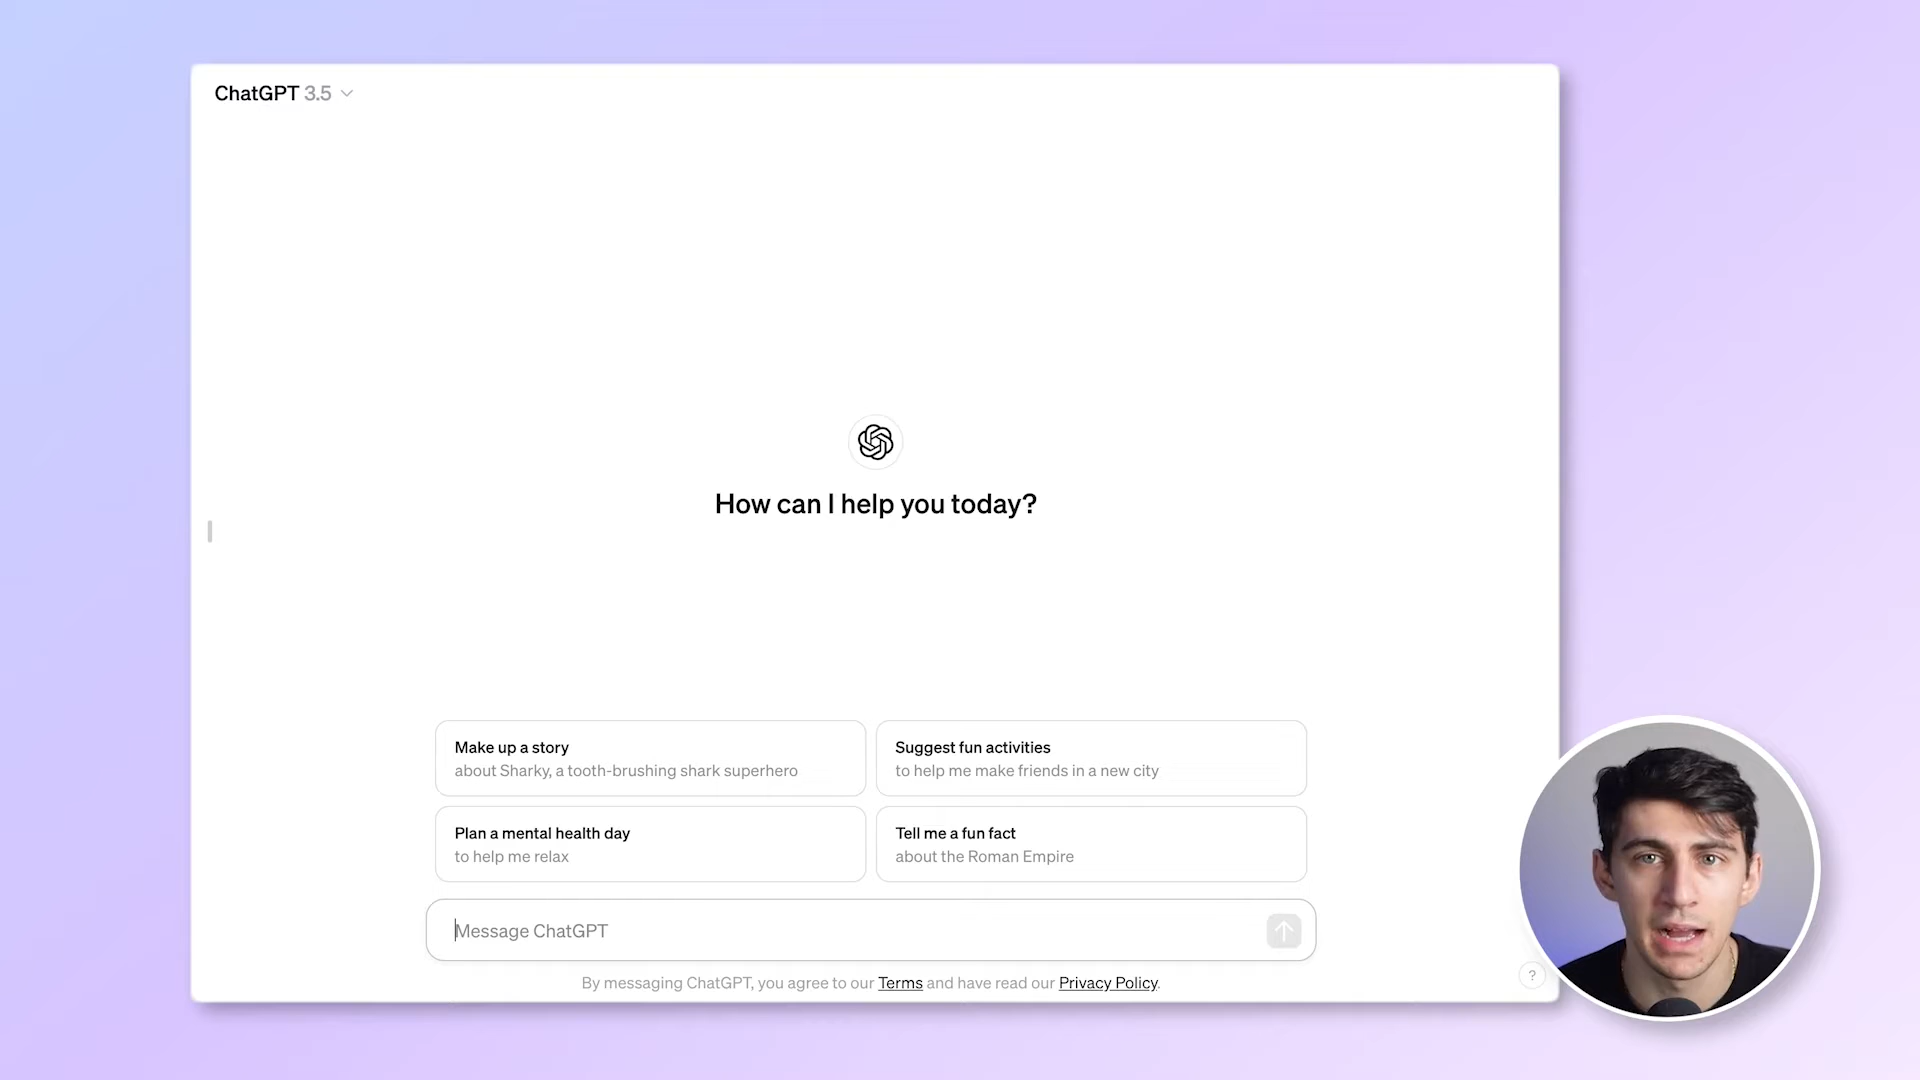 ChatGPT 3.5
How can I help you today?
Make up a story
about Sharky, a tooth-brushing shark superhero
Suggest fun activities
to help me make friends in a new city
Plan a mental health day
to help me relax
Tell me a fun fact
about the Roman Empire
Message ChatGPT
By messaging ChatGPT, you agree to our Terms and have read our Privacy Policy.
?